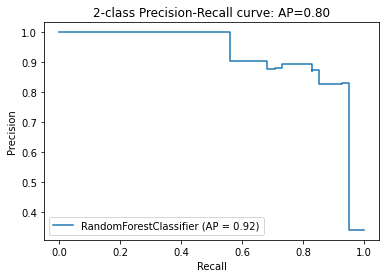 2-class Precision-Recall curve: AP=0.80
1.0
0.9
0.8
0.7
0.6
0.5
0.4
Precision
RandomForestClassifier (AP = 0.92)
0.0 0.2 0.4 0.6 0.8 1.0
Recall